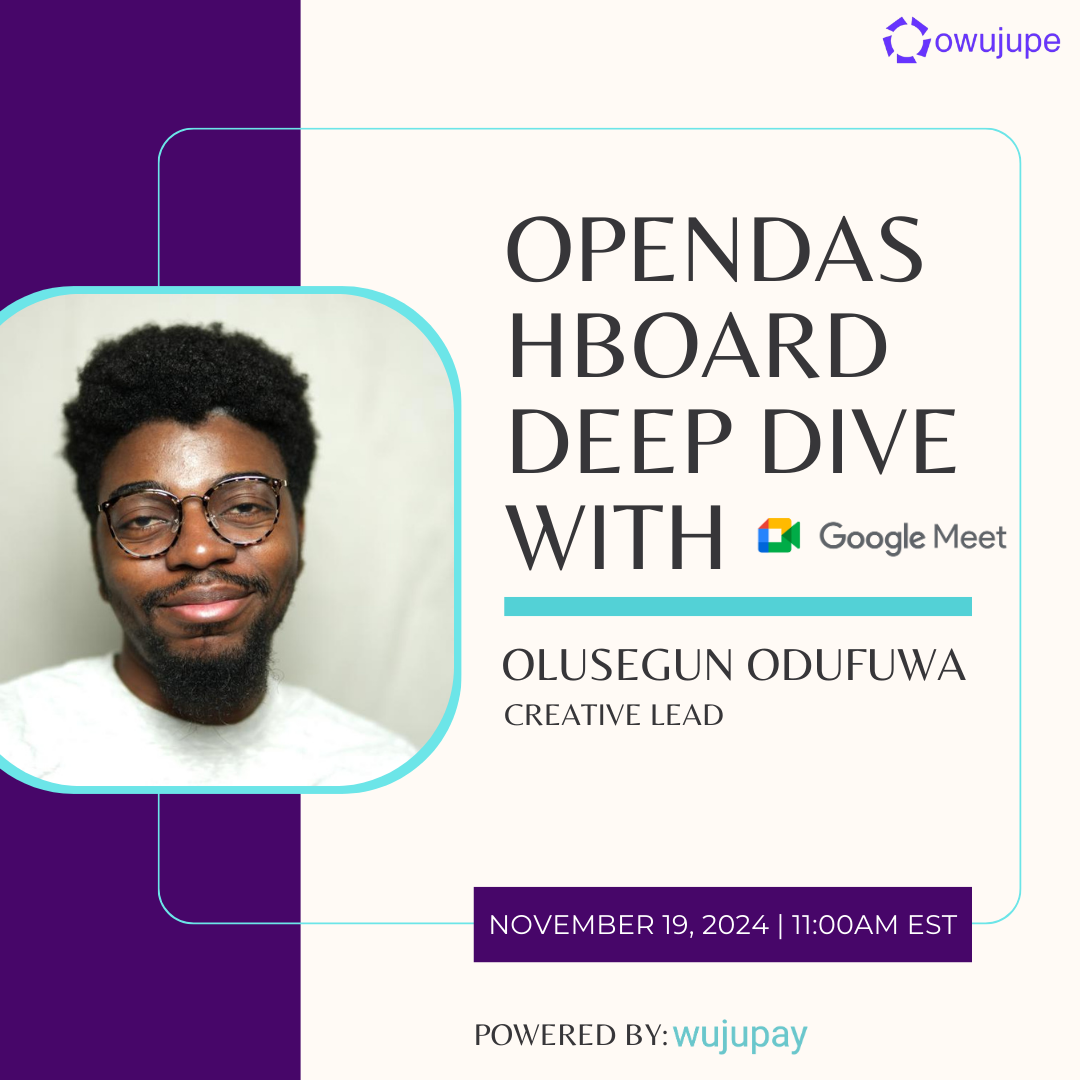 owujupe
OPENDAS
HBOARD
DEEP DIVE
WITH Google Meet
OLUSEGUN ODUFUWA
CREATIVE LEAD
NOVEMBER 19, 2024 | 11:00AM EST
POWERED BY: wujupay